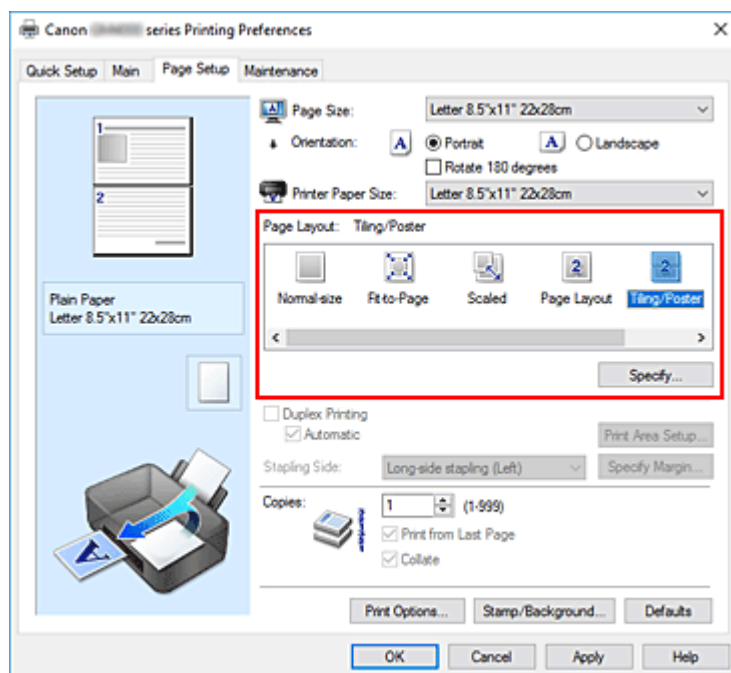 Canon series Printing Preferences
Quick Setup Main Page Setup Maintenance
1
2
Plain Paper
Letter 8.5"x11" 22x28cm
A
Page Size: Letter 8.5"x11" 22x28cm
Orientation: A Portrait A Landscape
Rotate 180 degrees
Printer Paper Size: Letter 8.5"x11" 22x28cm
Page Layout: Tiling/Poster
2 2
Normal-size Fit-to-Page Scaled Page Layout Tiling/Poster
Specify...
Duplex Printing
Automatic Print Area Setup...
Stapling Side: Long-side stapling (Left) Specify Margin...
Copies: 1 (1-999)
Print from Last Page
Collate
Print Options... Stamp/Background... Defaults
OK Cancel Apply Help